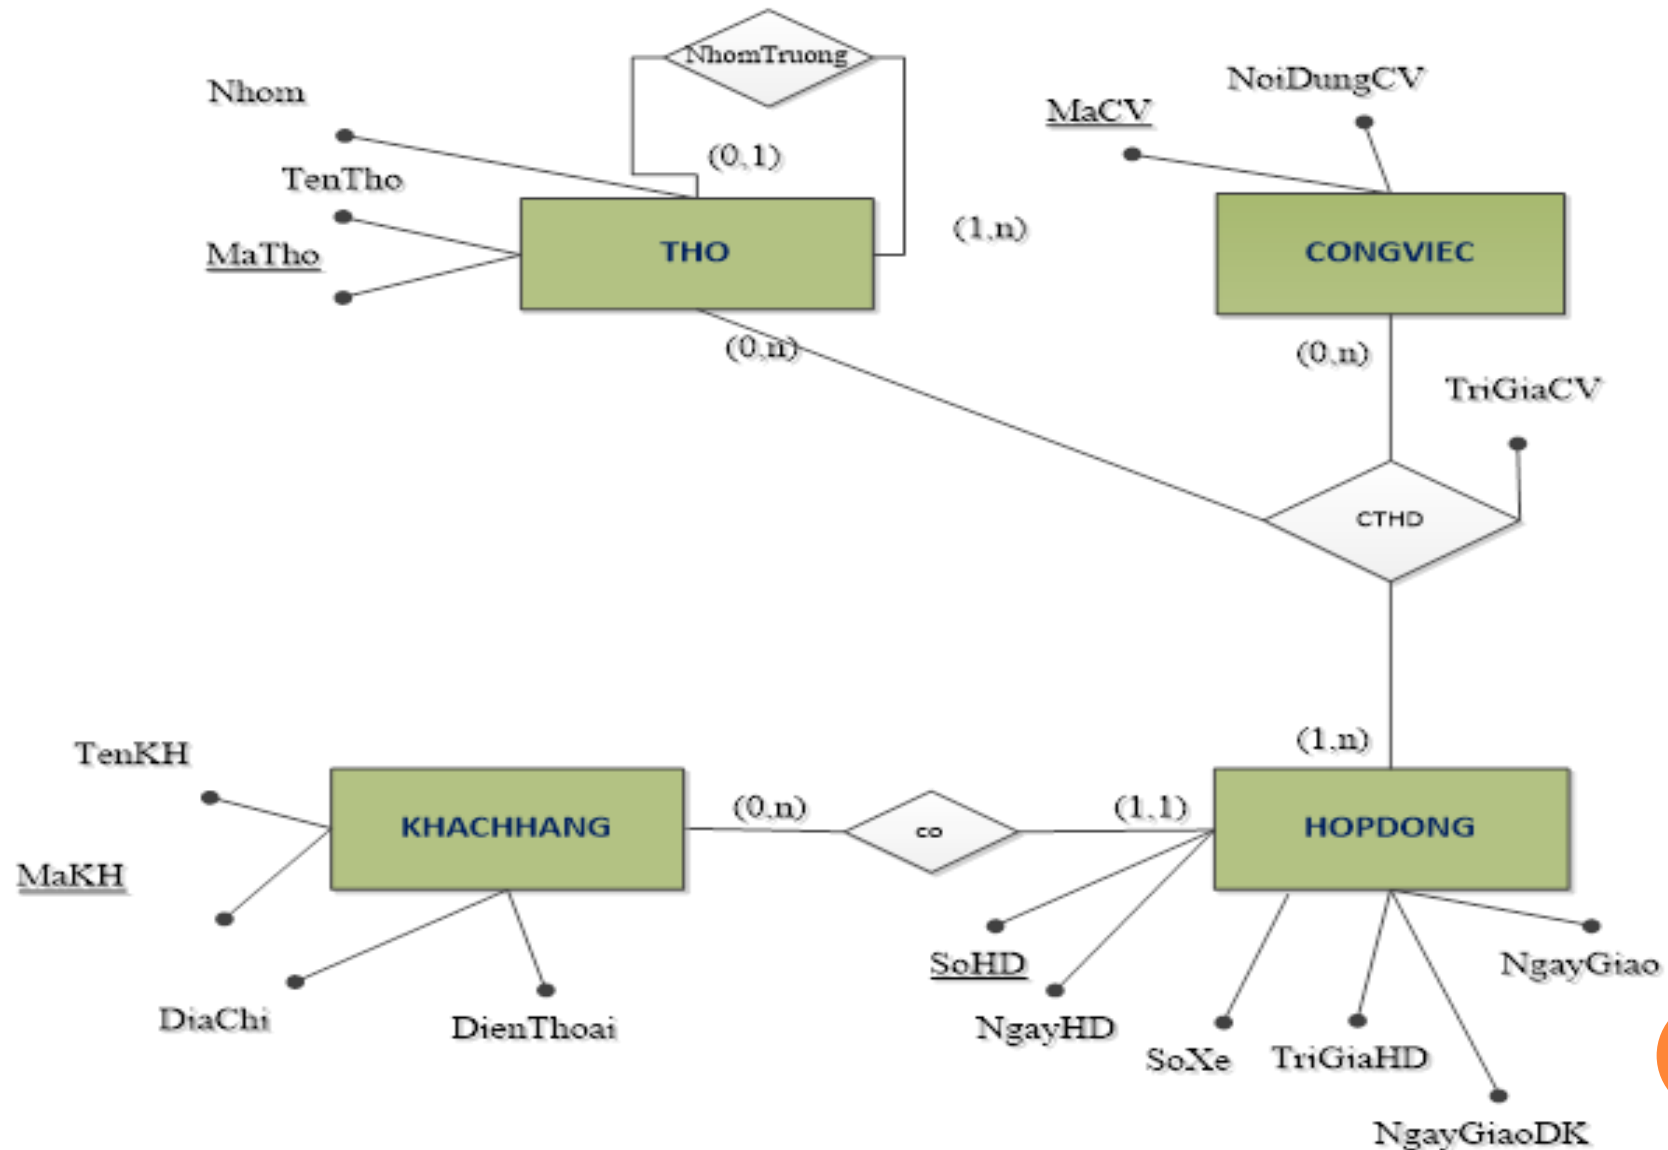 NhomTruong
Nhom
NoiDungCV
MaCV
(0,1)
TenTho
(1,n)
MaTho
THO
CONGVIEC
(0,n)
(0,n)
TriGiaCV
CTHD
(1,n)
TenKH
(0,n)
(1,1)
KHACHHANG
co
HOPDONG
MaKH
SoHD
NgayGiao
DiaChi
DienThoai
NgayHD
SoXe
TriGiaHD
NgayGiaoDK